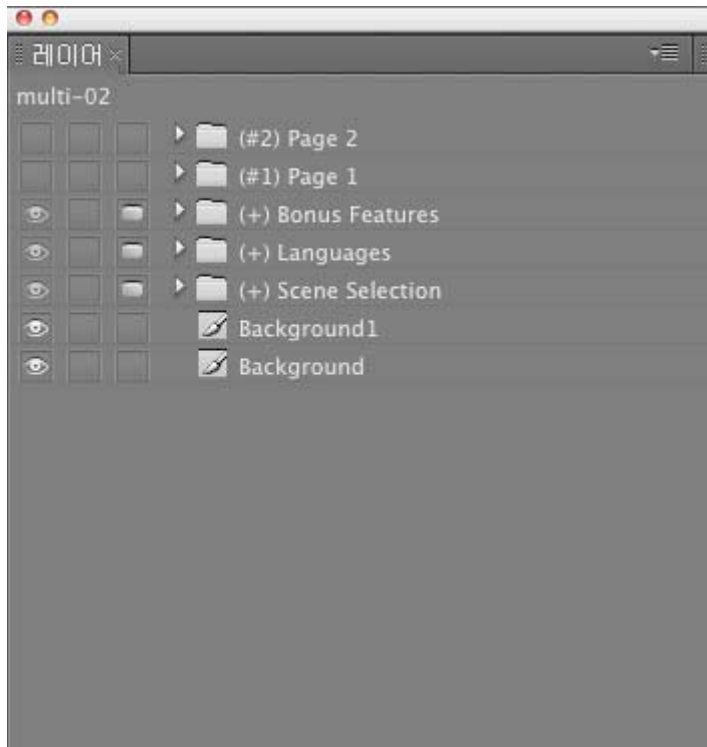 레이어
multi-02
(#2) Page 2
(#1) Page 1
(+) Bonus Features
(+) Languages
(+) Scene Selection
Background1
Background